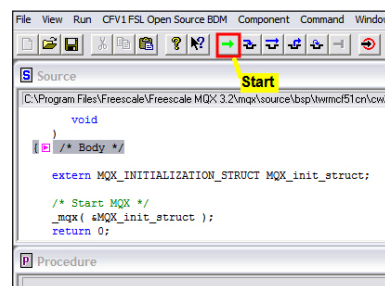 File View Run CFV1 FSL Open Source BDM Component Command Window
Start
S Source
C:\Program Files\Freescale\Freescale MQX 3.2\mqx\source\bsp\twrmcf51cn\cw
void
)
{ /* Body */
extern MQX_INITIALIZATION_STRUCT MQX_init_struct;
/* Start MQX */
_mqx( &MQX_init_struct );
return 0;
P Procedure